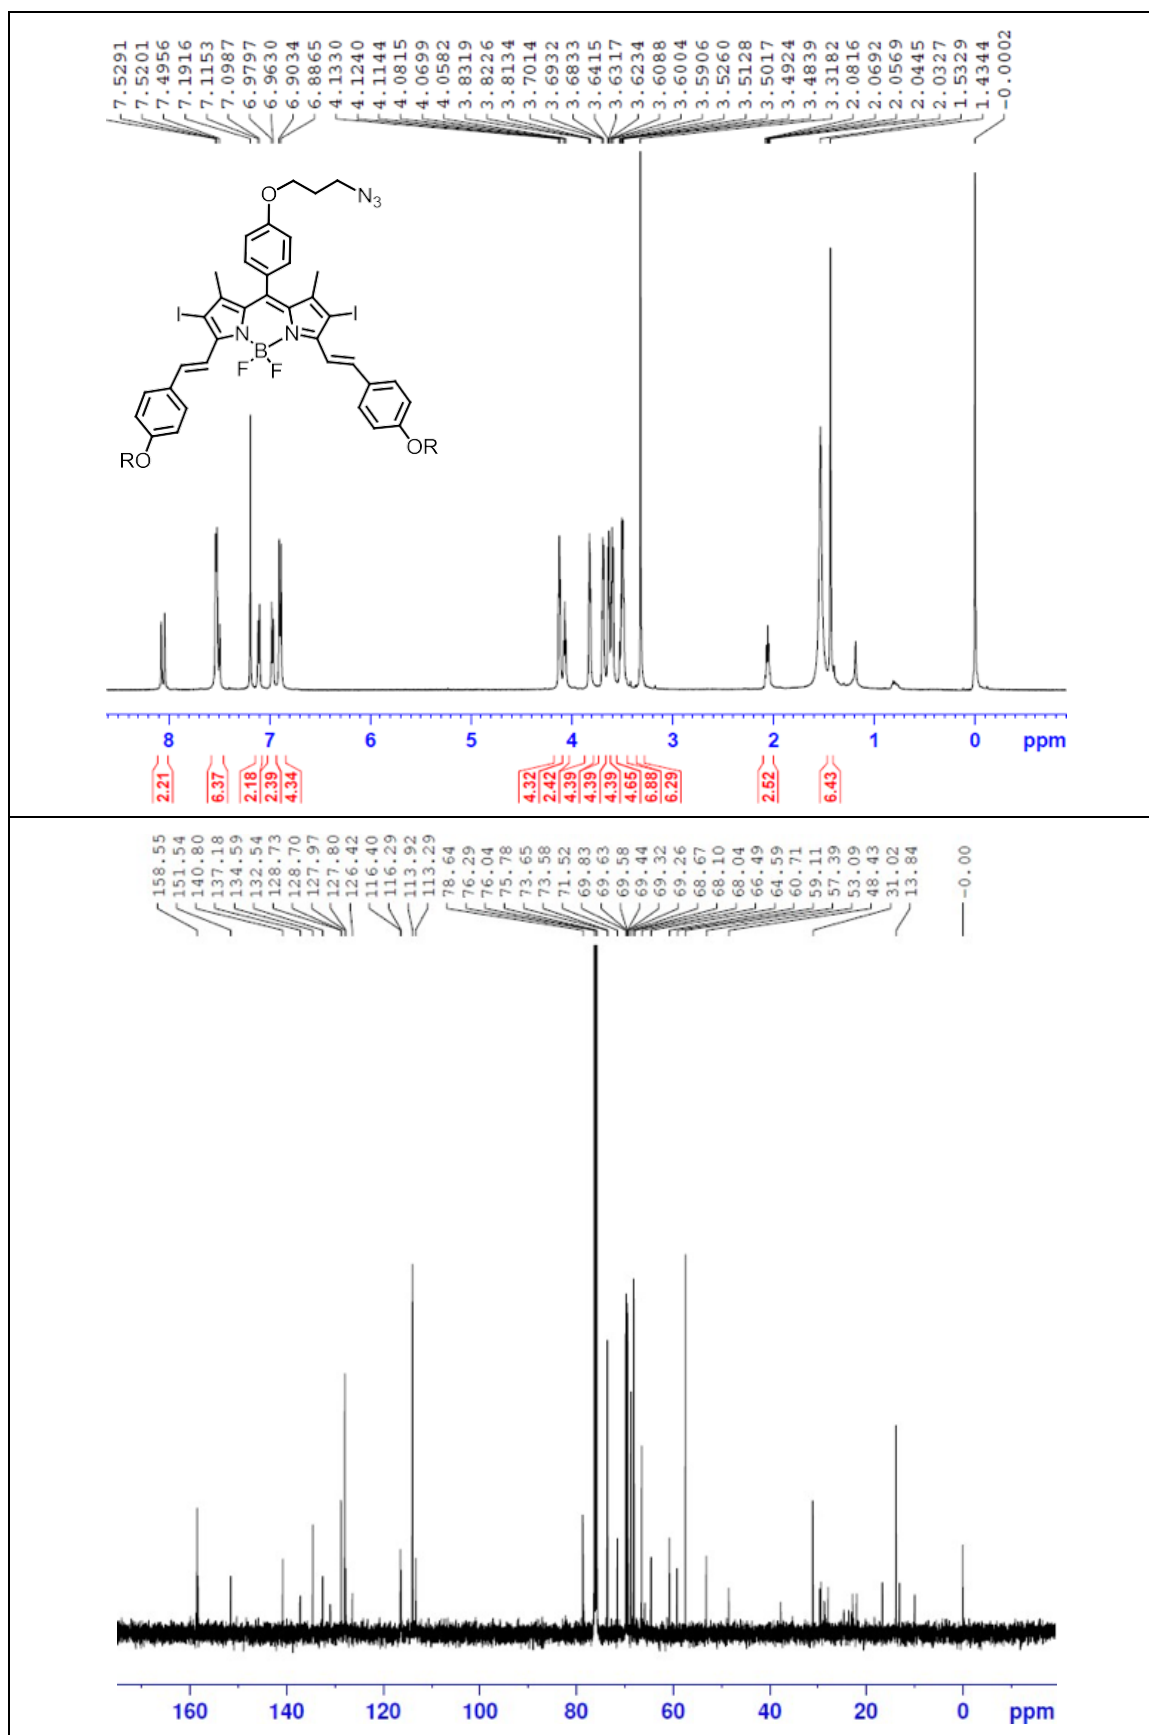 7.5291 7.5201 7.4956 7.1916 7.1153 7.0987 6.9797 6.9630 6.9034 6.8865 4.1330 4.1240 4.1144 4.0815 4.0699 4.0582 3.8319 3.8226 3.8134 3.7014 3.6932 3.6833 3.6415 3.6317 3.6234 3.6088 3.6004 3.5906 3.5260 3.5128 3.5017 3.4924 3.4839 3.3182 2.0816 2.0692 2.0569 2.0445 2.0327 1.5329 1.4344 -0.0002
O N3
I I
N N
B
F F
RO OR
8 7 6 5 4 3 2 1 0 ppm
2.21 6.37 2.18 2.39 4.34 4.32 2.42 4.39 4.39 4.39 4.65 6.88 6.29 2.52 6.43
158.55 151.54 140.80 137.18 134.59 132.54 128.73 128.70 127.97 127.80 126.42 116.40 116.29 113.92 113.29 78.64 76.29 76.04 75.78 73.65 73.58 71.52 69.83 69.63 69.58 69.44 69.32 69.26 68.67 68.10 68.04 66.49 64.59 60.71 59.11 57.39 53.09 48.43 31.02 13.84 -0.00
160 140 120 100 80 60 40 20 0 ppm